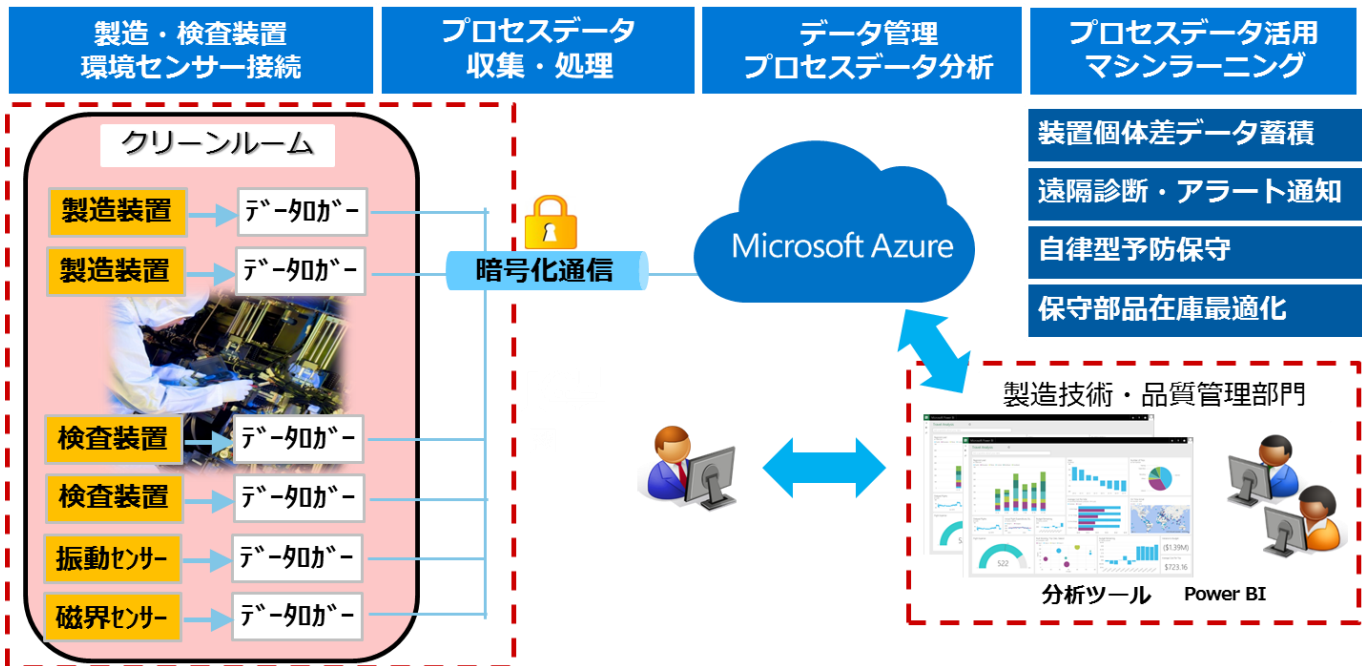 製造・検査装置
環境センサー接続
プロセスデータ
収集・処理
データ管理
プロセスデータ分析
プロセスデータ活用
マシンラーニング
クリーンルーム
製造装置
ﾃﾞｰﾀﾛｶﾞｰ
製造装置
ﾃﾞｰﾀﾛｶﾞｰ
検査装置
ﾃﾞｰﾀﾛｶﾞｰ
検査装置
ﾃﾞｰﾀﾛｶﾞｰ
振動ｾﾝｻｰ
ﾃﾞｰﾀﾛｶﾞｰ
磁界ｾﾝｻｰ
ﾃﾞｰﾀﾛｶﾞｰ
暗号化通信
Microsoft Azure
装置個体差データ蓄積
遠隔診断・アラート通知
自律型予防保守
保守部品在庫最適化
製造技術・品質管理部門
522
($1.39M)
$723.16
分析ツール Power BI